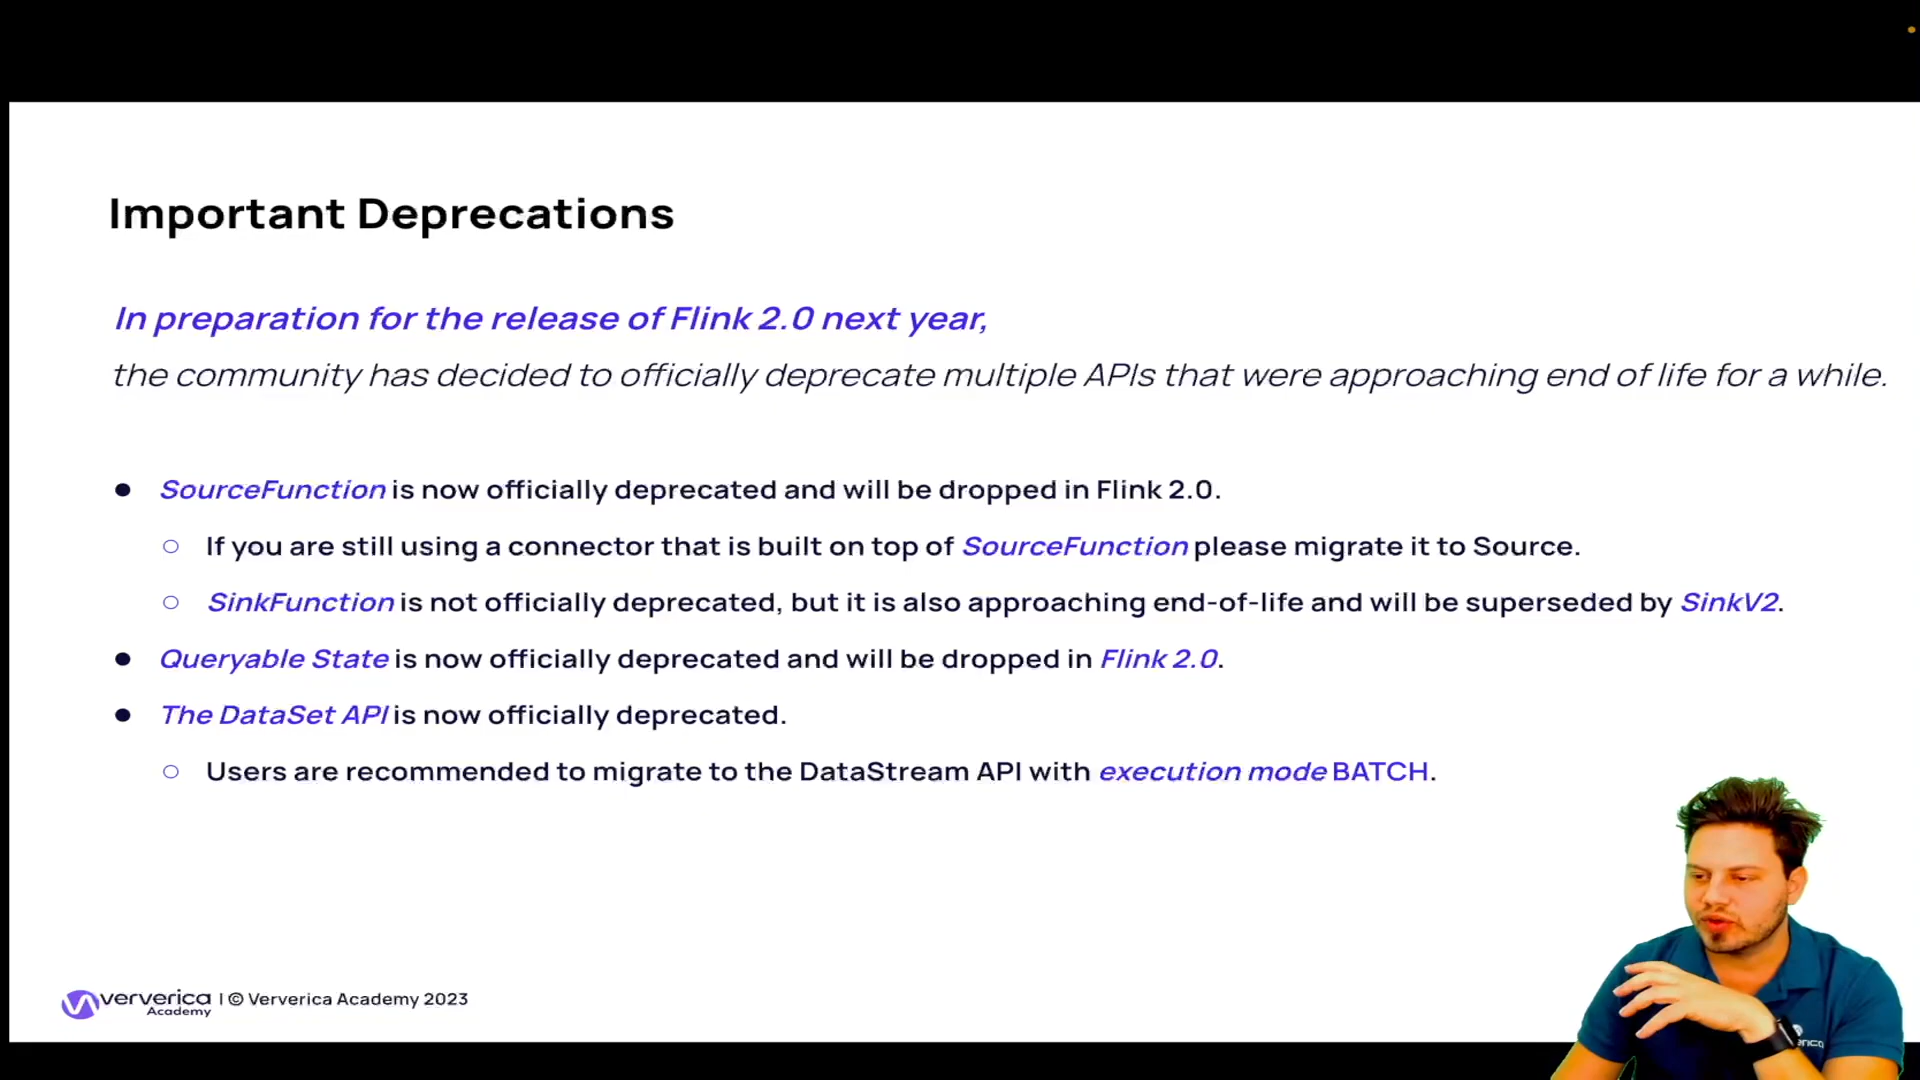 Important Deprecations
In preparation for the release of Flink 2.0 next year,
the community has decided to officially deprecate multiple APIs that were approaching end of life for a while.
● SourceFunction is now officially deprecated and will be dropped in Flink 2.0.
○ If you are still using a connector that is built on top of SourceFunction please migrate it to Source.
○ SinkFunction is not officially deprecated, but it is also approaching end-of-life and will be superseded by SinkV2.
● Queryable State is now officially deprecated and will be dropped in Flink 2.0.
● The DataSet API is now officially deprecated.
○ Users are recommended to migrate to the DataStream API with execution mode BATCH.
ververica | © Ververica Academy 2023
Academy